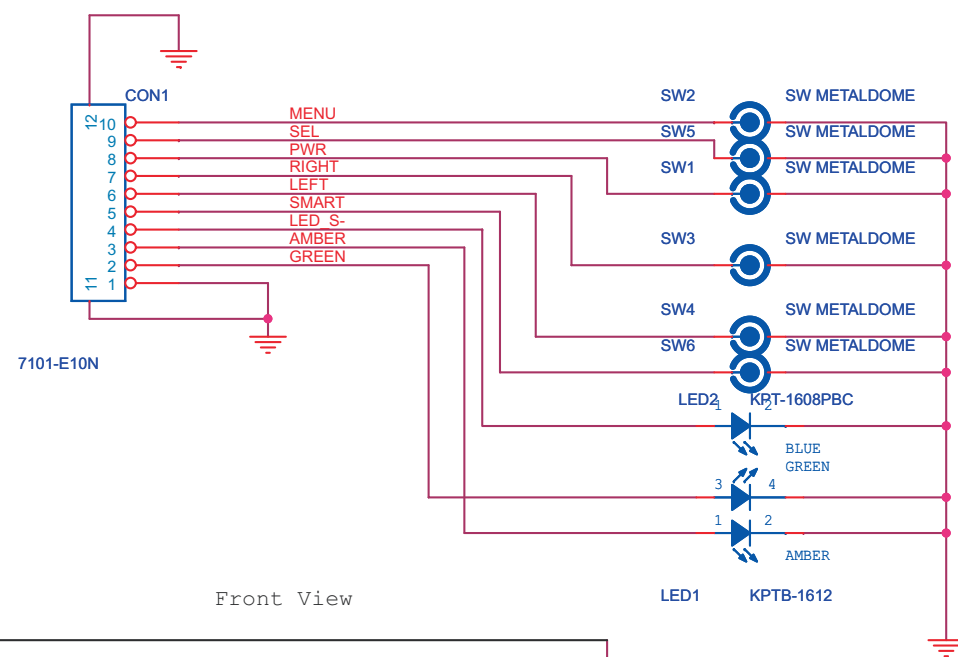 CON1
SW2 SW METALDOME
12
10 MENU
SW5 SW METALDOME
9 SEL
8 PWR
SW1 SW METALDOME
7 RIGHT
6 LEFT
5 SMART
4 LED_S-
SW3 SW METALDOME
3 AMBER
2 GREEN
11
1
SW4 SW METALDOME
SW6 SW METALDOME
7101-E10N
LED2 KPT-1608PBC
1 2
BLUE
GREEN
3 4
1 2
AMBER
LED1 KPTB-1612
Front View